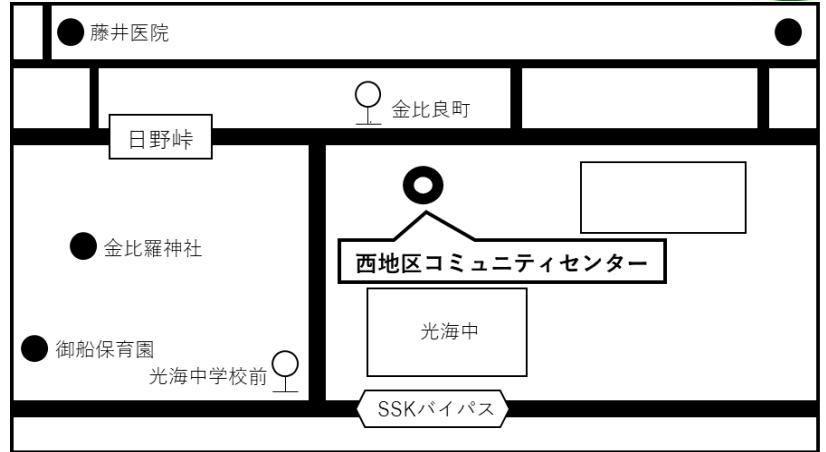 藤井医院
金比良町
日野峠
金比羅神社
西地区コミュニティセンター
光海中
御船保育園
光海中学校前
SSKバイパス